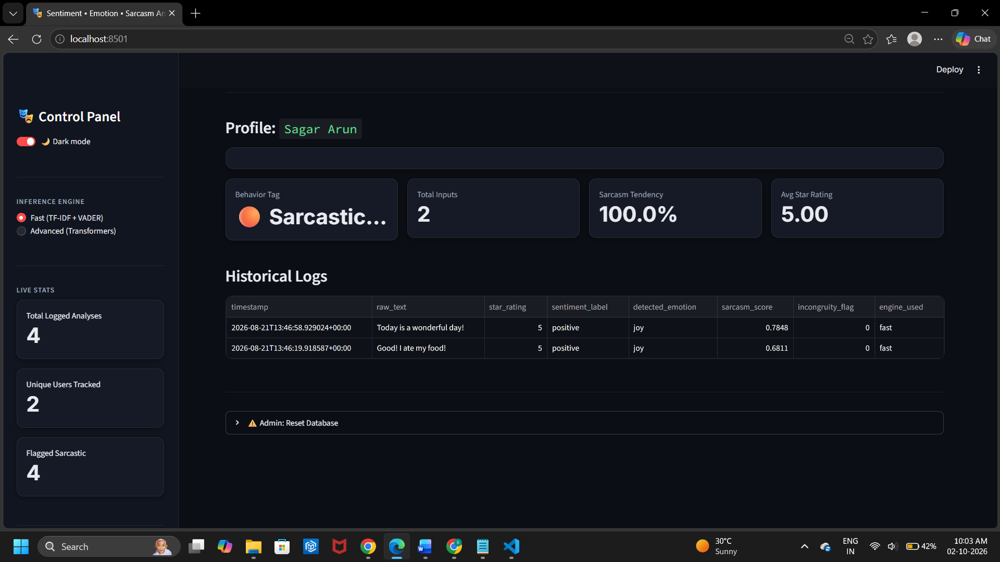 Sentiment • Emotion • Sarcasm An
localhost:8501
Chat
Deploy
Control Panel
Dark mode
INFERENCE ENGINE
Fast (TF-IDF + VADER)
Advanced (Transformers)
LIVE STATS
Total Logged Analyses
4
Unique Users Tracked
2
Flagged Sarcastic
4
Profile: Sagar Arun
Behavior Tag
Sarcastic...
Total Inputs
2
Sarcasm Tendency
100.0%
Avg Star Rating
5.00
Historical Logs
timestamp raw_text star_rating sentiment_label detected_emotion sarcasm_score incongruity_flag engine_used
2026-08-21T13:46:58.929024+00:00 Today is a wonderful day! 5 positive joy 0.7848 0 fast
2026-08-21T13:46:19.918587+00:00 Good! I ate my food! 5 positive joy 0.6811 0 fast
Admin: Reset Database
Search
30°C
Sunny
ENG
IN
42%
10:03 AM
02-10-2026